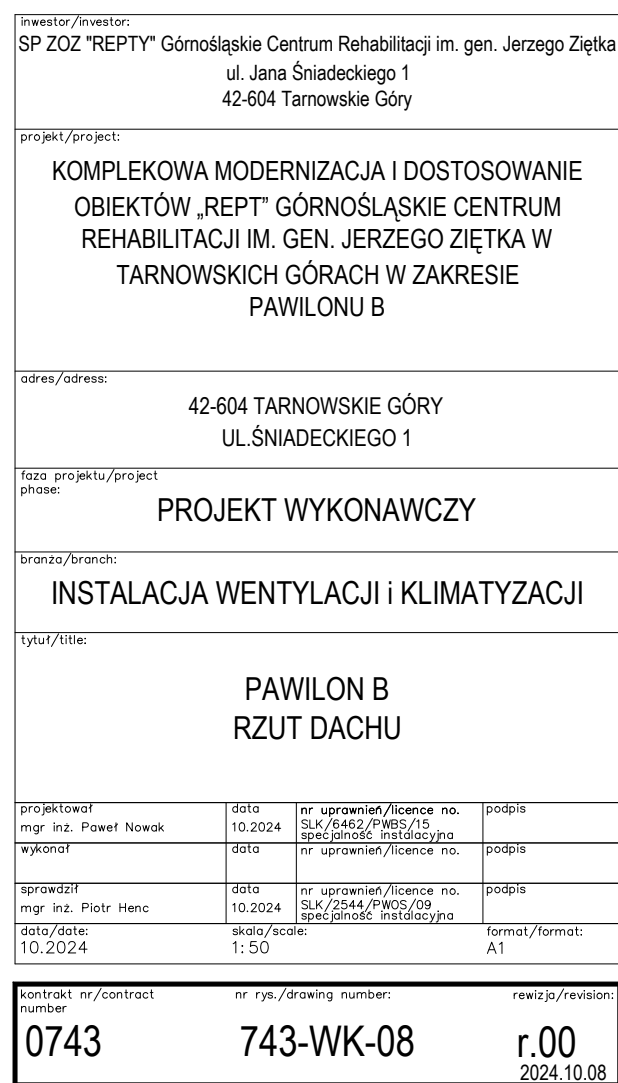 inwestor/investor:
SP ZOZ "REPTY" Górnośląskie Centrum Rehabilitacji im. gen. Jerzego Ziętka
ul. Jana Śniadeckiego 1
42-604 Tarnowskie Góry
projekt/project:
KOMPLEKOWA MODERNIZACJA I DOSTOSOWANIE
OBIEKTÓW „REPT” GÓRNOŚLĄSKIE CENTRUM
REHABILITACJI IM. GEN. JERZEGO ZIĘTKA W
TARNOWSKICH GÓRACH W ZAKRESIE
PAWILONU B
adres/adress:
42-604 TARNOWSKIE GÓRY
UL.ŚNIADECKIEGO 1
faza projektu/project
phase:
PROJEKT WYKONAWCZY
branża/branch:
INSTALACJA WENTYLACJI i KLIMATYZACJI
tytuł/title:
PAWILON B
RZUT DACHU
projektował data nr uprawnień/licence no. podpis
mgr inż. Paweł Nowak 10.2024 SLK/6462/PWBS/15
specjalność instalacyjna
wykonał data nr uprawnień/licence no. podpis
sprawdził data nr uprawnień/licence no. podpis
mgr inż. Piotr Henc 10.2024 SLK/2544/PWOS/09
specjalność instalacyjna
data/date: skala/scale: format/format:
10.2024 1:50 A1
kontrakt nr/contract nr rys./drawing number: rewizja/revision:
number
0743 743-WK-08 r.00
2024.10.08